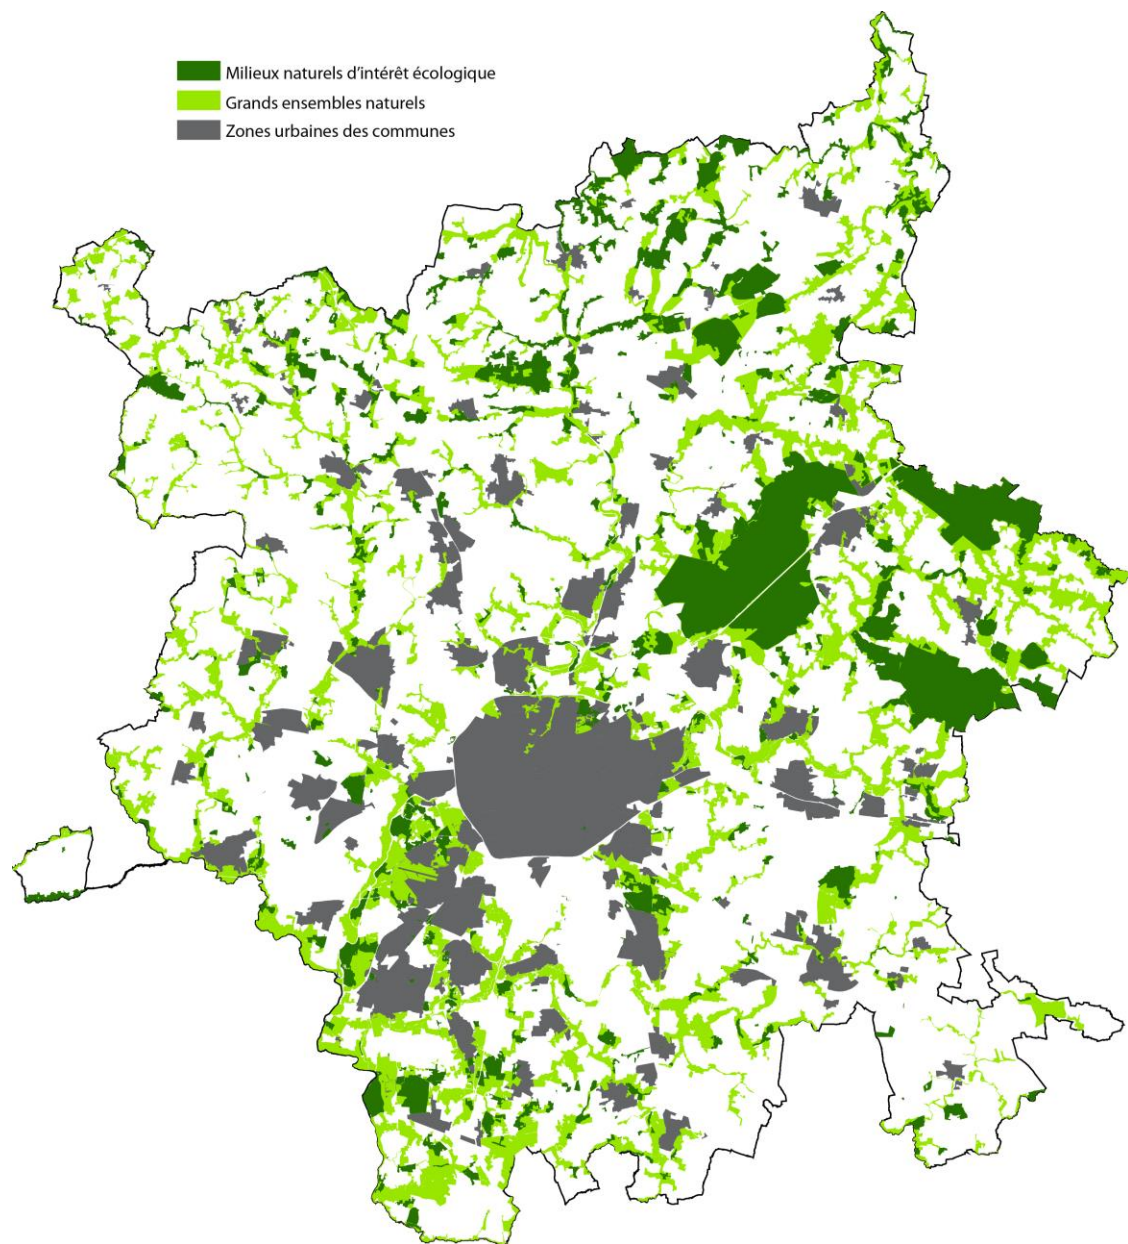 Milieux naturels d'intérêt écologique
Grands ensembles naturels
Zones urbaines des communes